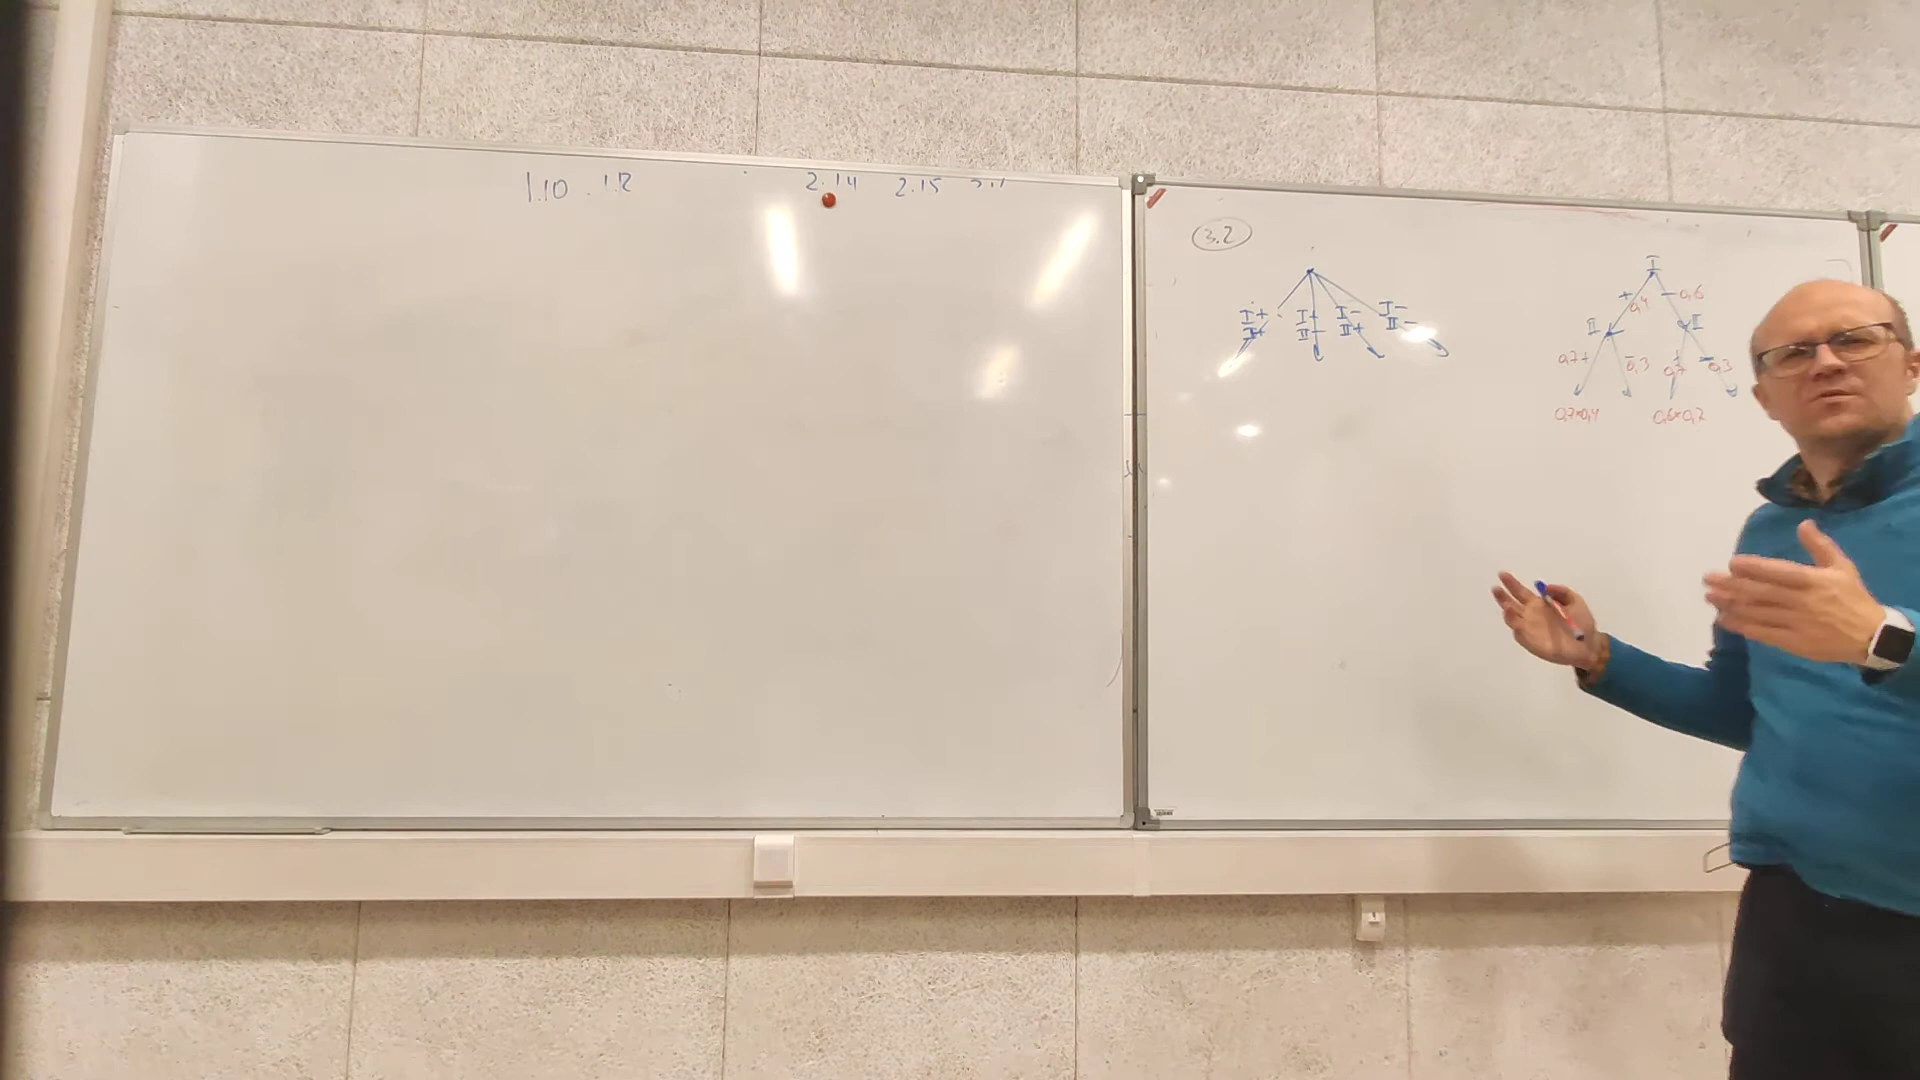 1.10 1.12 2.14 2.15
3.2
I
+ 0,4 - 0,6
I+ I+ I- I-
II+ II- II+ II-
II II
0,7+ -0,3 0,7 -0,3
0,7×0,4 0,6×0,7